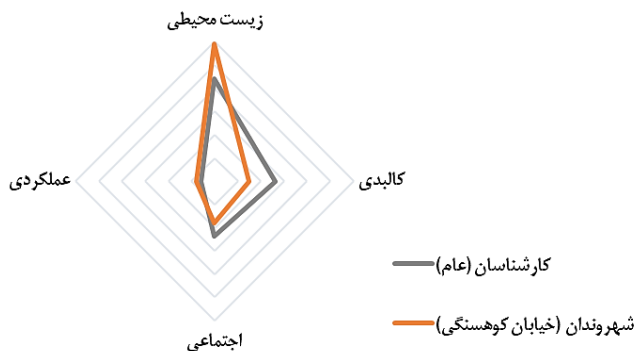 زیست محیطی
کالبدی
عملکردی
اجتماعی
کارشناسان (عام)
شهروندان (خیابان کوهسنگی)